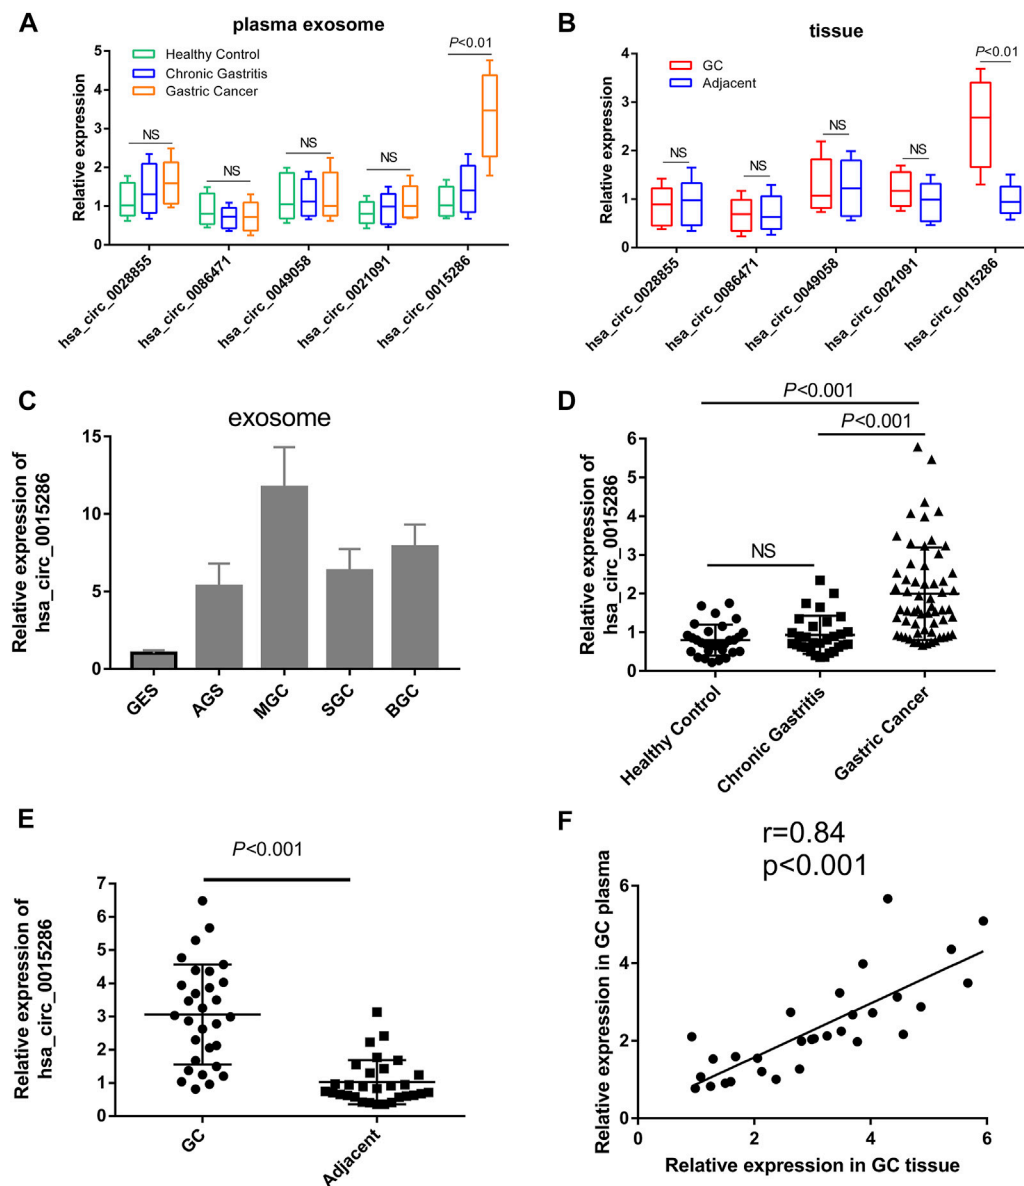 A
plasma exosome
Relative expression
5
4
3
2
1
0
Healthy Control
Chronic Gastritis
Gastric Cancer
NS
NS
NS
NS
P<0.01
hsa_circ_0028855
hsa_circ_0086471
hsa_circ_0049058
hsa_circ_0021091
hsa_circ_0015286
B
tissue
Relative expression
4
3
2
1
0
GC
Adjacent
NS
NS
NS
NS
P<0.01
hsa_circ_0028855
hsa_circ_0086471
hsa_circ_0049058
hsa_circ_0021091
hsa_circ_0015286
C
exosome
Relative expression of
hsa_circ_0015286
15
10
5
0
GES
AGS
MGC
SGC
BGC
D
P<0.001
P<0.001
NS
Relative expression of
hsa_circ_0015286
6
5
4
3
2
1
0
Healthy Control
Chronic Gastritis
Gastric Cancer
E
P<0.001
Relative expression of
hsa_circ_0015286
7
6
5
4
3
2
1
0
GC
Adjacent
F
r=0.84
p<0.001
Relative expression in GC plasma
6
4
2
0
0
2
4
6
Relative expression in GC tissue